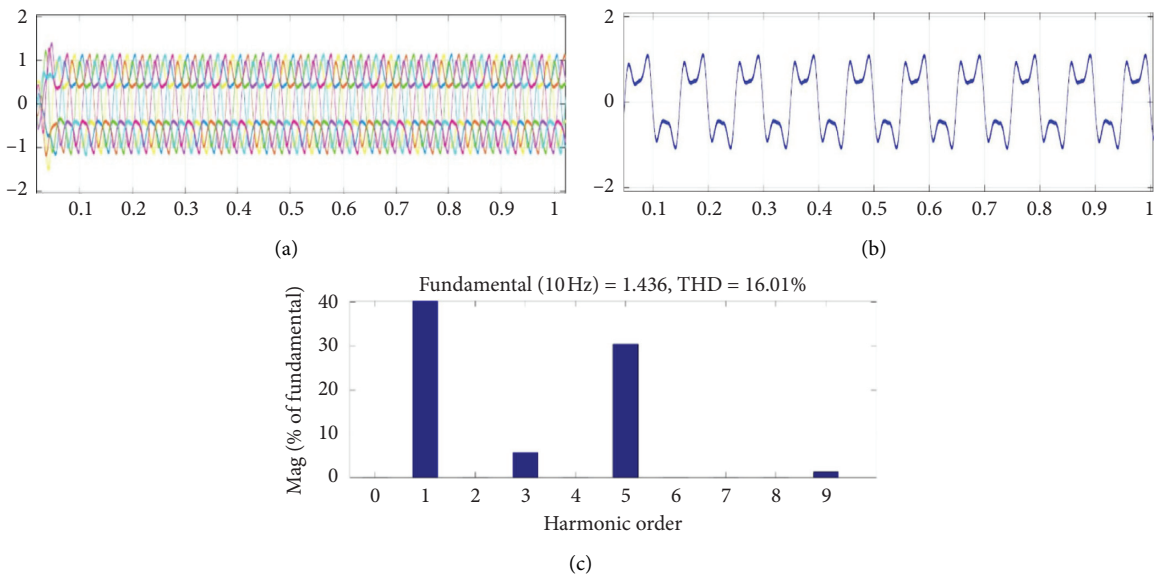 2
1
0
−1
−2
0.1 0.2 0.3 0.4 0.5 0.6 0.7 0.8 0.9 1
(a)
2
0
−2
0.1 0.2 0.3 0.4 0.5 0.6 0.7 0.8 0.9 1
(b)
Fundamental (10 Hz) = 1.436, THD = 16.01%
Mag (% of fundamental)
40
30
20
10
0
0 1 2 3 4 5 6 7 8 9
Harmonic order
(c)